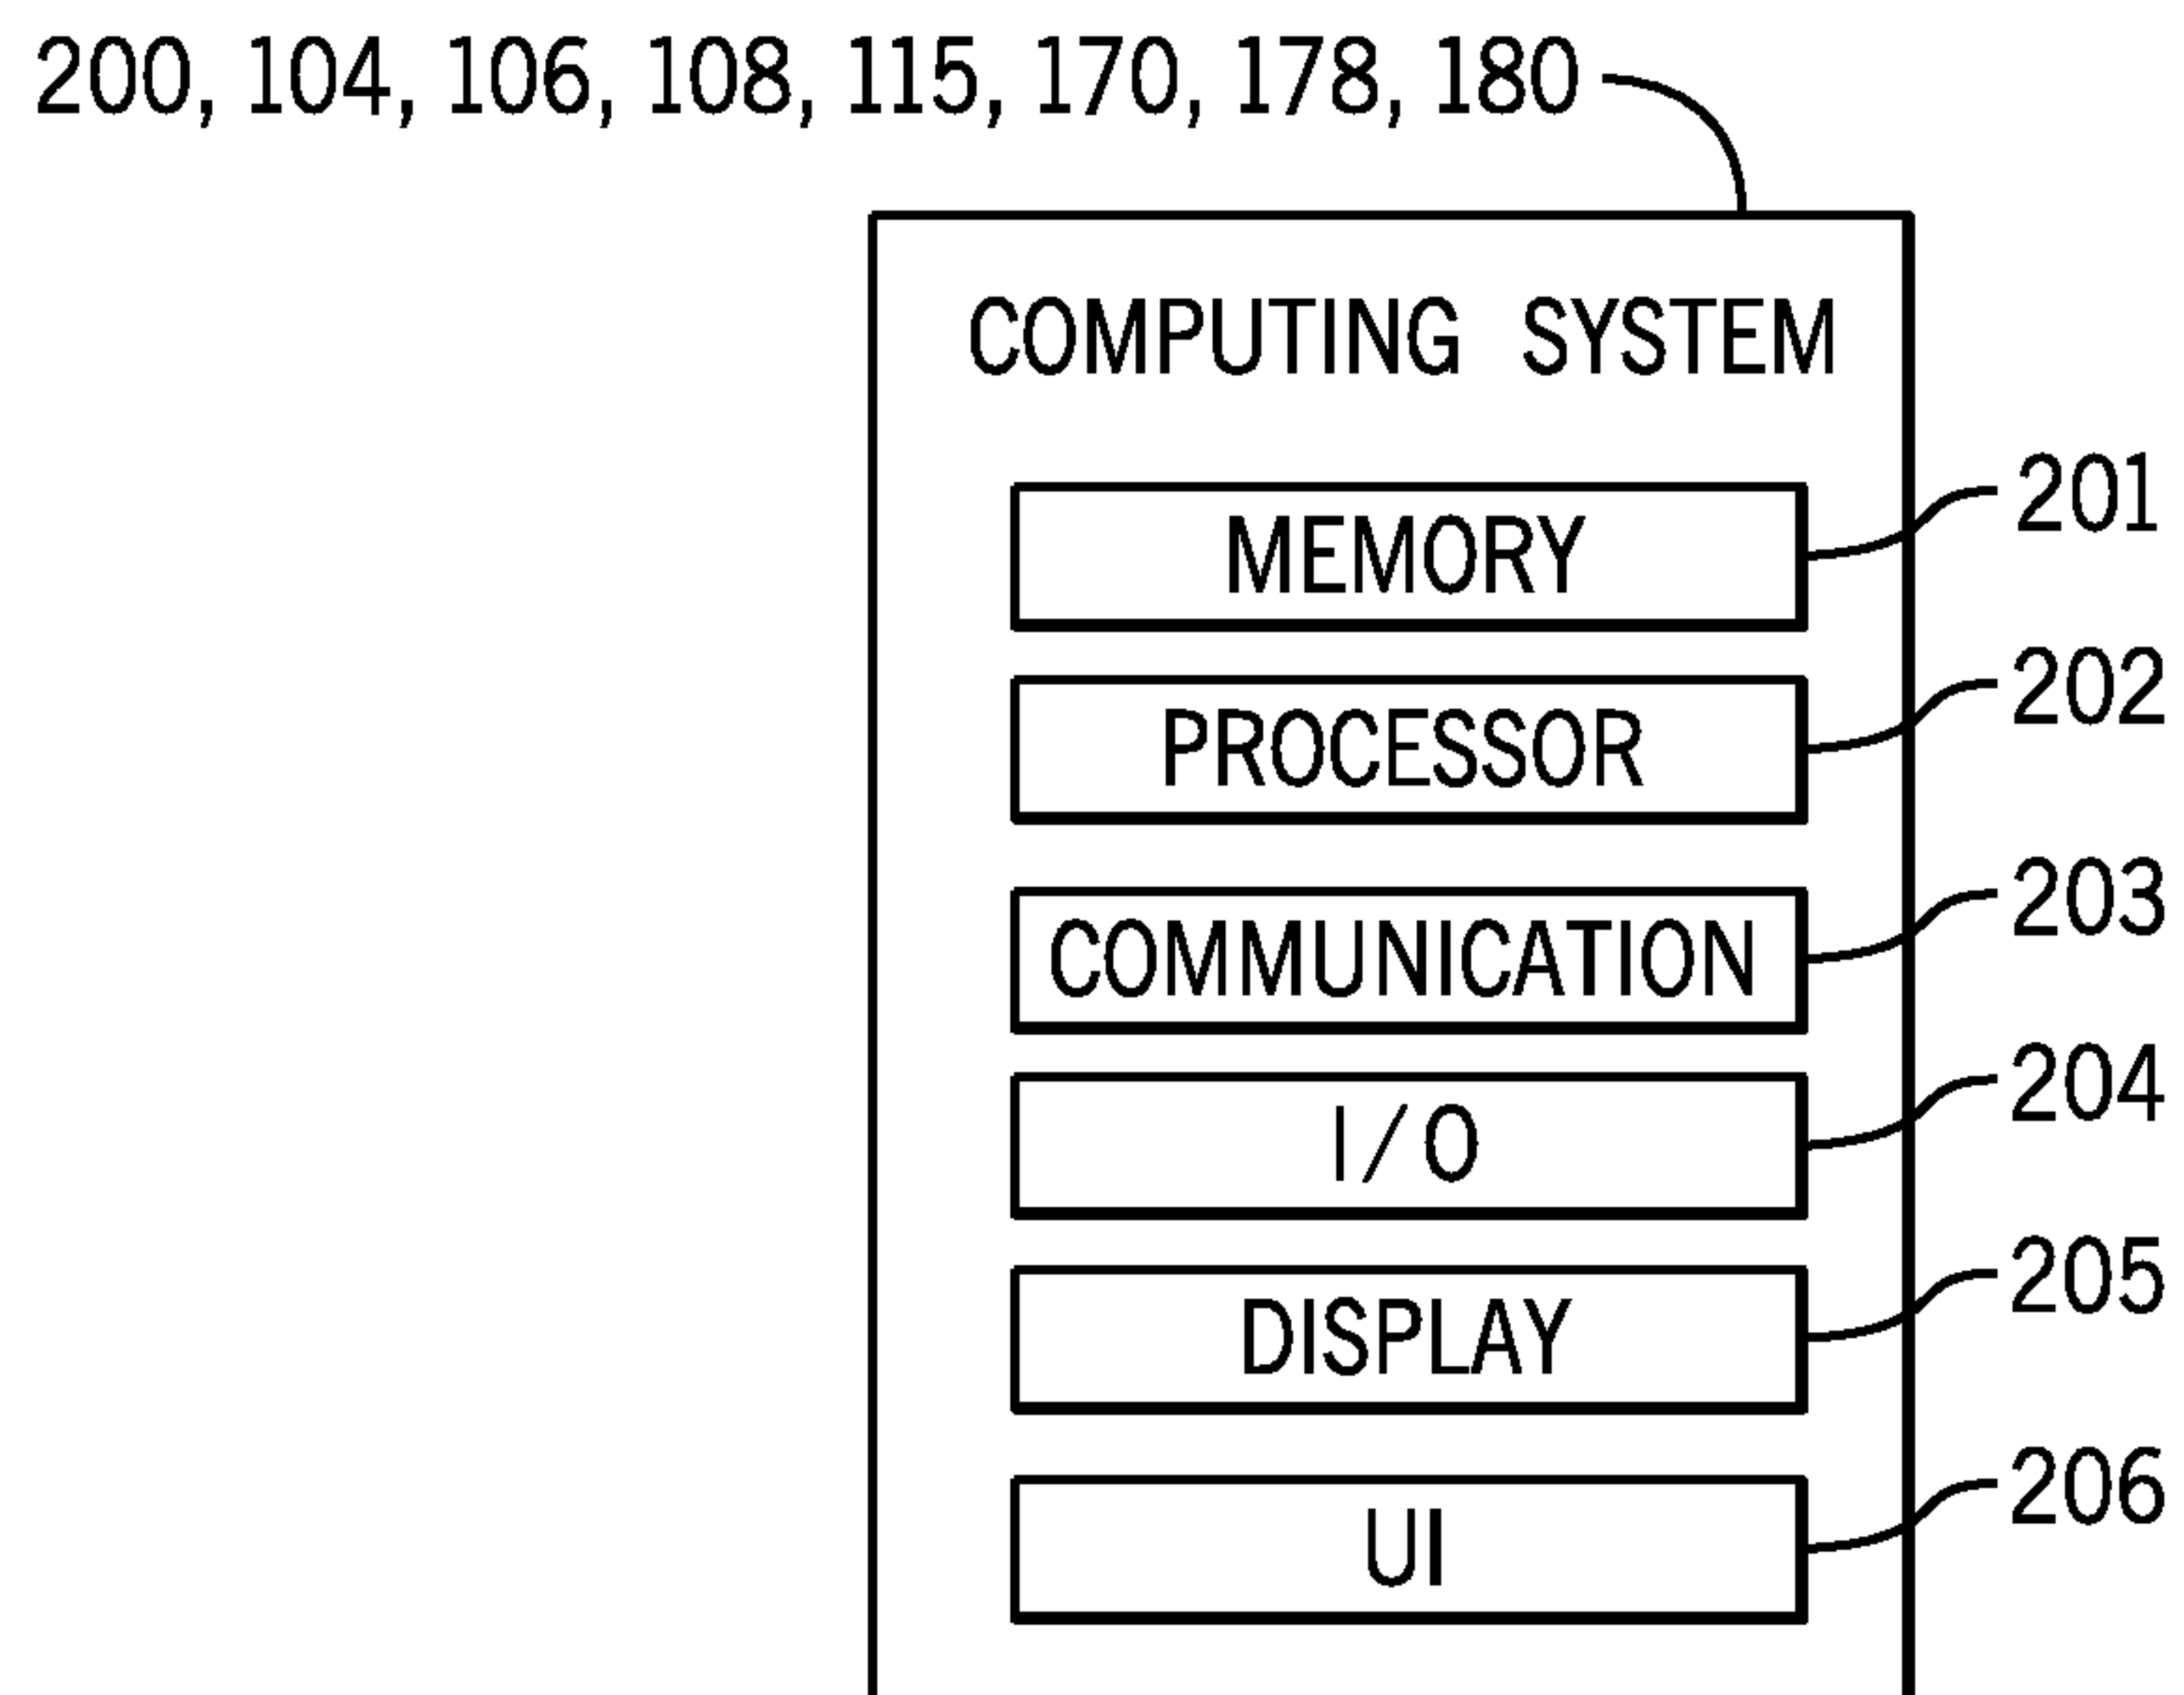 200, 104, 106, 108, 115, 170, 178, 180
COMPUTING SYSTEM
MEMORY
201
PROCESSOR
202
COMMUNICATION
203
I/O
204
DISPLAY
205
UI
206